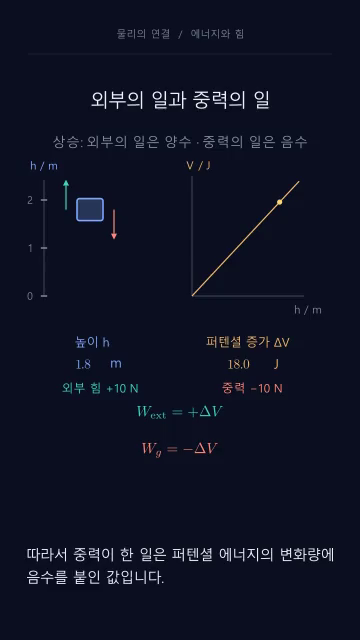 물리의 연결 / 에너지와 힘
외부의 일과 중력의 일
상승: 외부의 일은 양수 · 중력의 일은 음수
h / m
V / J
2
1
0
h / m
높이 h
퍼텐셜 증가 ΔV
1.8 m
18.0 J
외부 힘 +10 N
중력 −10 N
W_ext = +ΔV
W_g = −ΔV
따라서 중력이 한 일은 퍼텐셜 에너지의 변화량에
음수를 붙인 값입니다.